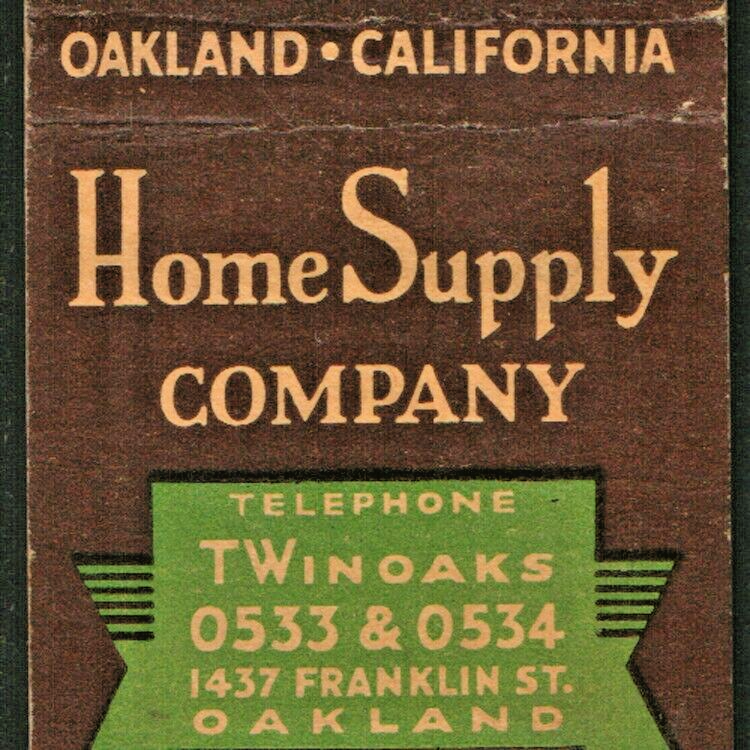 OAKLAND • CALIFORNIA
Home Supply
COMPANY
TELEPHONE
TWINOAKS
0533 & 0534
1437 FRANKLIN ST.
OAKLAND